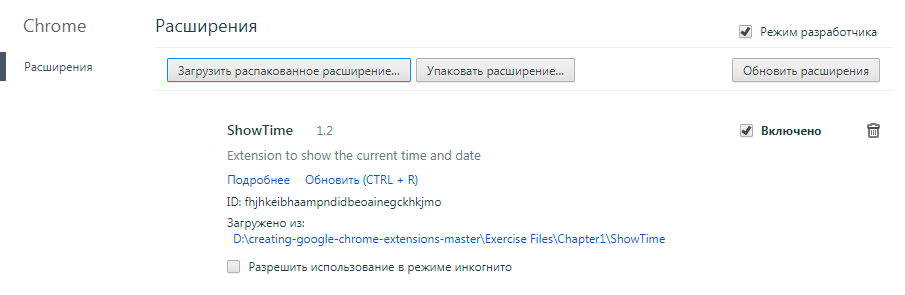 Chrome
Расширения
Режим разработчика
Расширения
Загрузить распакованное расширение... Упаковать расширение... Обновить расширения
ShowTime 1.2
Включено
Extension to show the current time and date
Подробнее Обновить (CTRL + R)
ID: fhjhkeibhaampndidbeoainegckhkjmo
Загружено из:
D:\creating-google-chrome-extensions-master\Exercise Files\Chapter1\ShowTime
Разрешить использование в режиме инкогнито